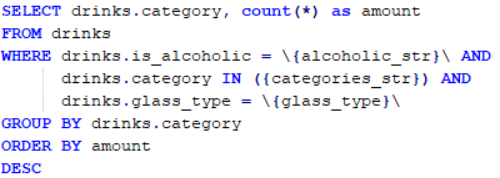 SELECT drinks.category, count(*) as amount
FROM drinks
WHERE drinks.is_alcoholic = \{alcoholic_str}\ AND
drinks.category IN ({categories_str}) AND
drinks.glass_type = \{glass_type}\
GROUP BY drinks.category
ORDER BY amount
DESC